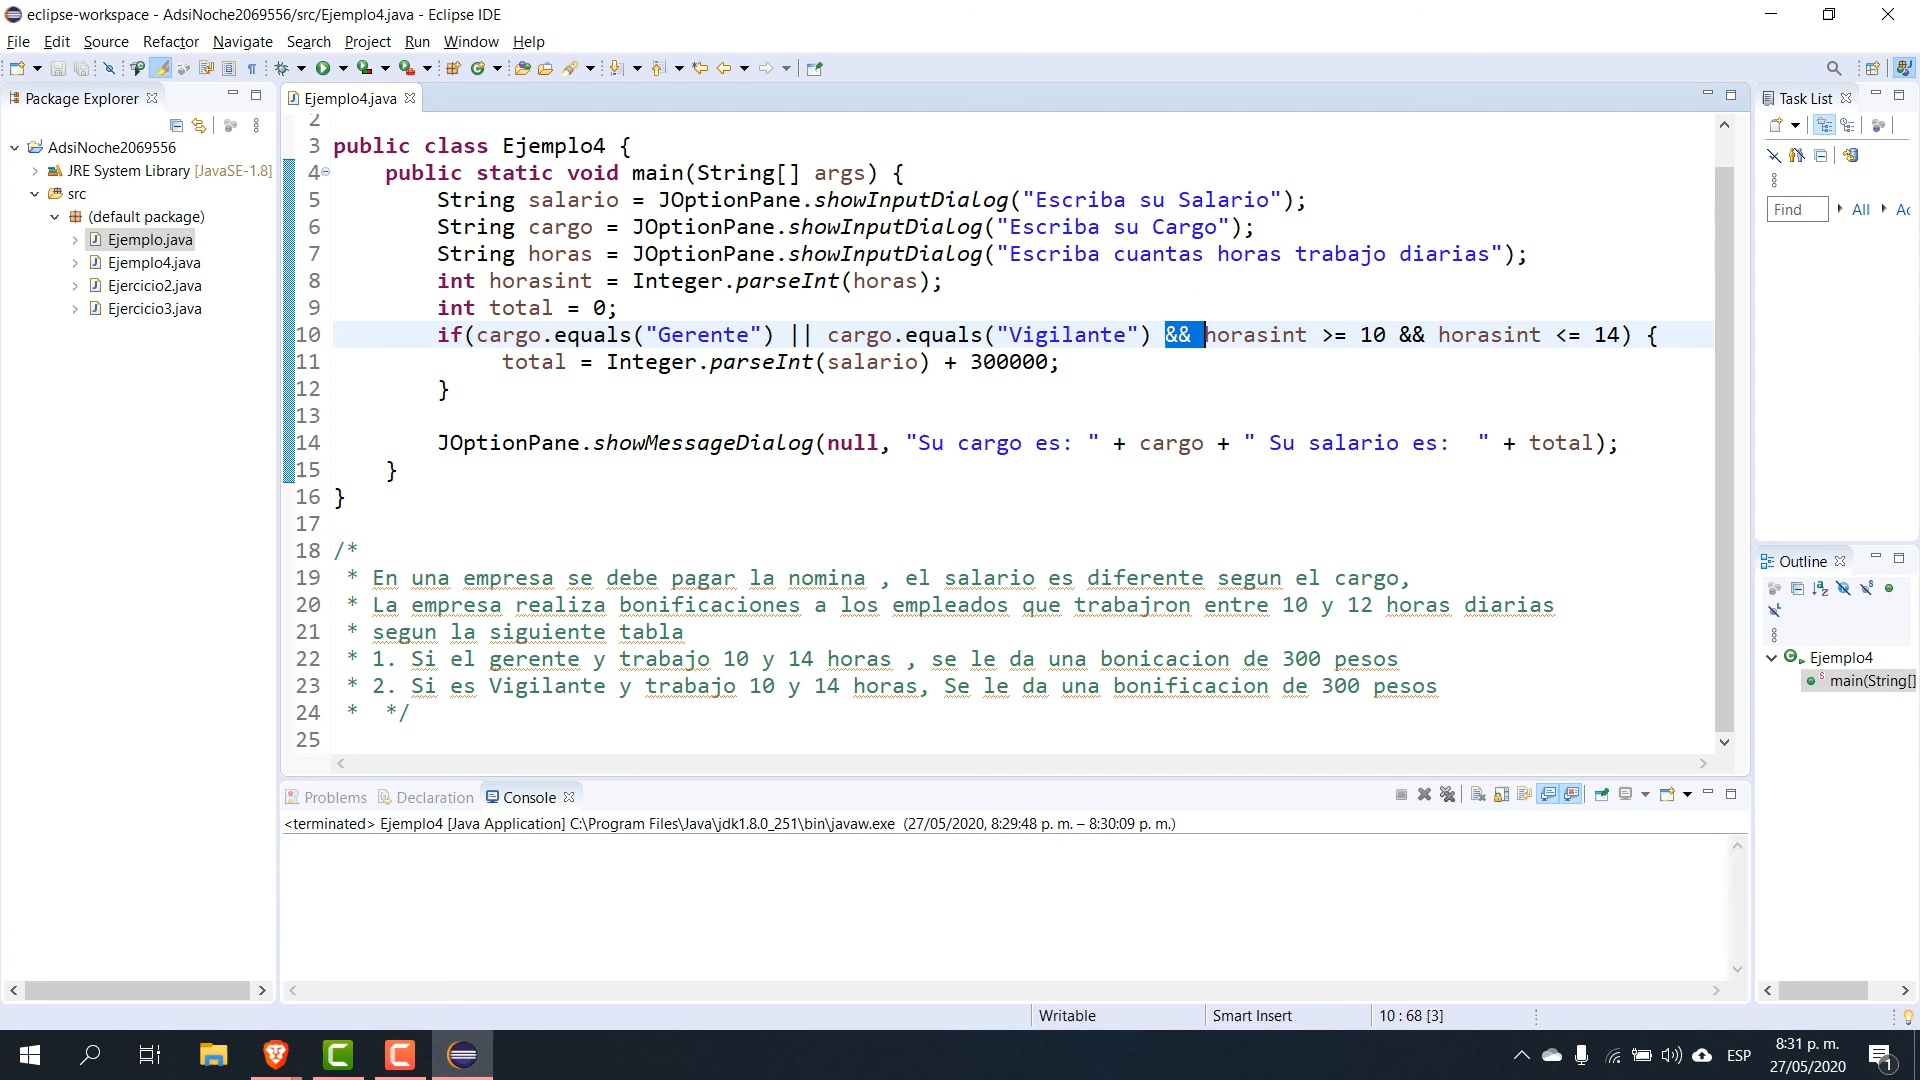 eclipse-workspace - AdsiNoche2069556/src/Ejemplo4.java - Eclipse IDE
File Edit Source Refactor Navigate Search Project Run Window Help
Package Explorer
AdsiNoche2069556
JRE System Library [JavaSE-1.8]
src
(default package)
Ejemplo.java
Ejemplo4.java
Ejercicio2.java
Ejercicio3.java
Ejemplo4.java
2
3 public class Ejemplo4 {
4 public static void main(String[] args) {
5 String salario = JOptionPane.showInputDialog("Escriba su Salario");
6 String cargo = JOptionPane.showInputDialog("Escriba su Cargo");
7 String horas = JOptionPane.showInputDialog("Escriba cuantas horas trabajo diarias");
8 int horasint = Integer.parseInt(horas);
9 int total = 0;
10 if(cargo.equals("Gerente") || cargo.equals("Vigilante") && horasint >= 10 && horasint <= 14) {
11 total = Integer.parseInt(salario) + 300000;
12 }
13
14 JOptionPane.showMessageDialog(null, "Su cargo es: " + cargo + " Su salario es:  " + total);
15 }
16 }
17
18 /*
19 * En una empresa se debe pagar la nomina , el salario es diferente segun el cargo,
20 * La empresa realiza bonificaciones a los empleados que trabajron entre 10 y 12 horas diarias
21 * segun la siguiente tabla
22 * 1. Si el gerente y trabajo 10 y 14 horas , se le da una bonicacion de 300 pesos
23 * 2. Si es Vigilante y trabajo 10 y 14 horas, Se le da una bonificacion de 300 pesos
24 *  */
25
Task List
Find All Ac
Outline
Ejemplo4
main(String[]
Problems Declaration Console
<terminated> Ejemplo4 [Java Application] C:\Program Files\Java\jdk1.8.0_251\bin\javaw.exe (27/05/2020, 8:29:48 p. m. – 8:30:09 p. m.)
Writable Smart Insert 10 : 68 [3]
ESP
8:31 p. m.
27/05/2020
1